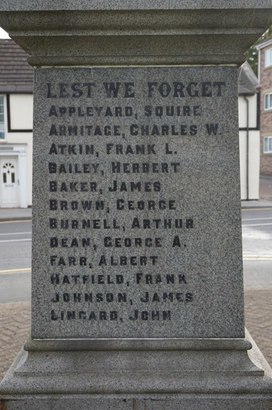 LEST WE FORGET
APPLEYARD, SQUIRE
ARMITAGE, CHARLES W.
ATKIN, FRANK L.
BAILEY, HERBERT
BAKER, JAMES
BROWN, GEORGE
BURNELL, ARTHUR
DEAN, GEORGE A.
FARR, ALBERT
HATFIELD, FRANK
JOHNSON, JAMES
LINGARD, JOHN